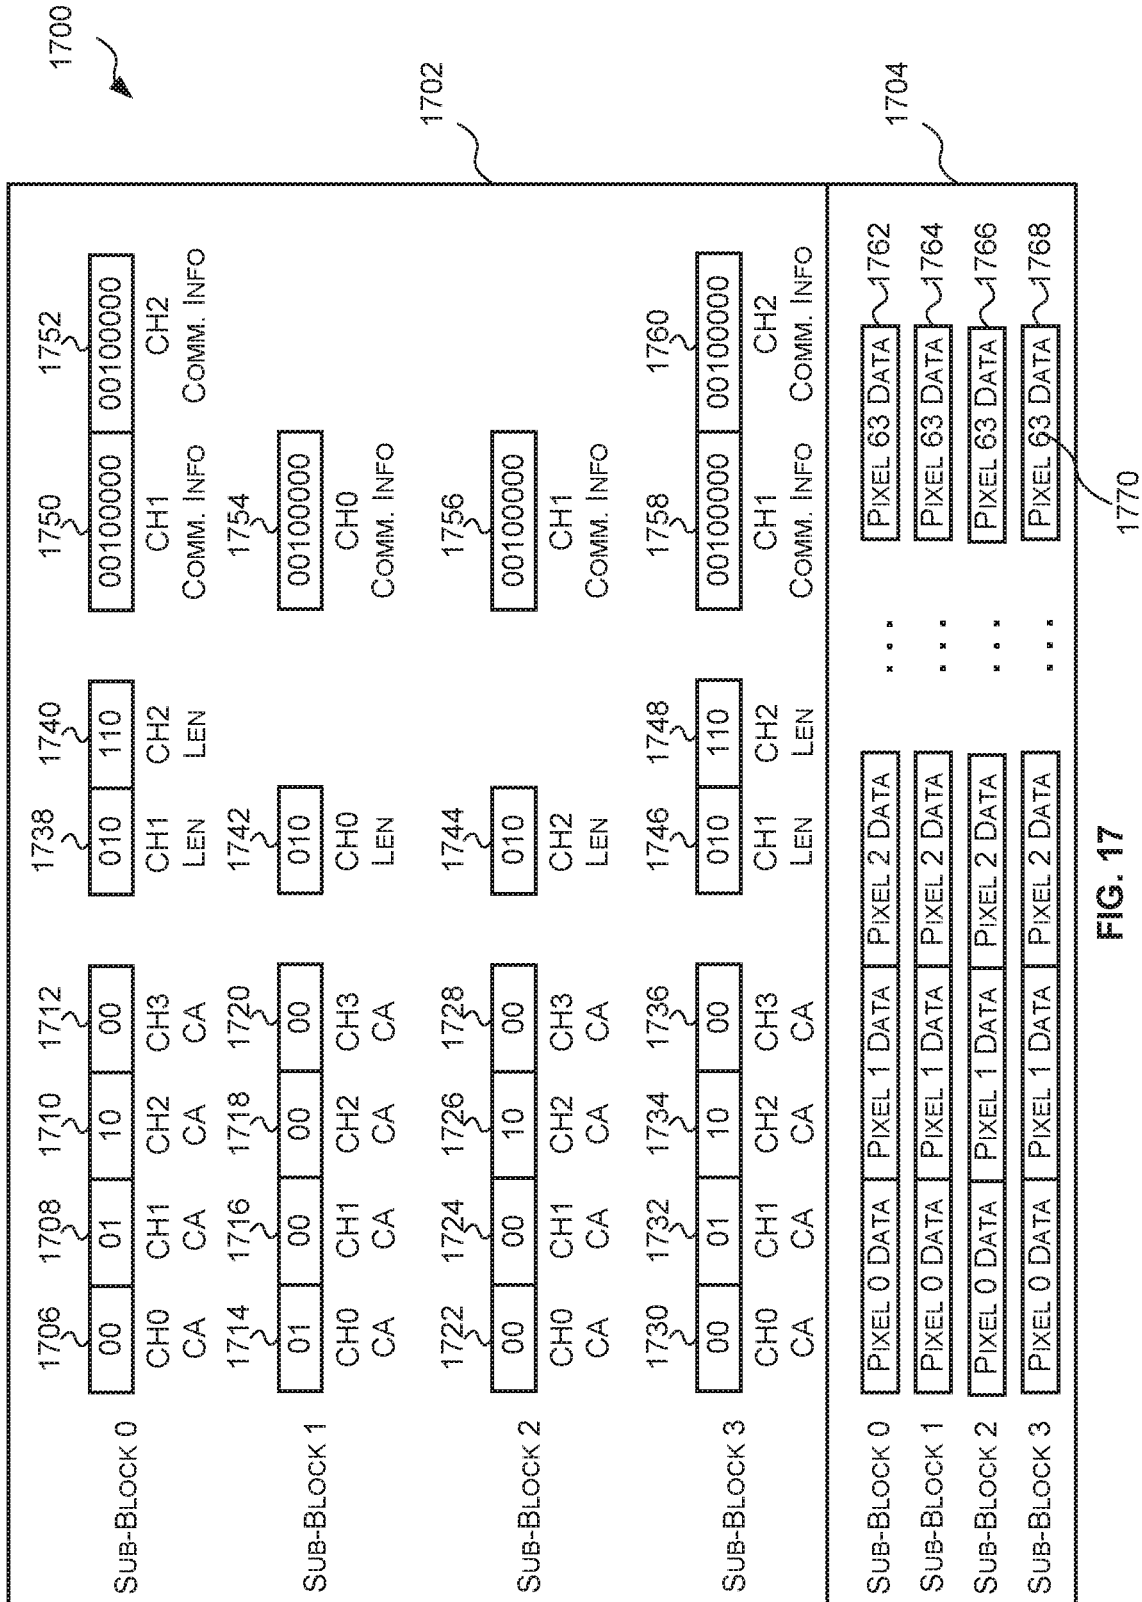 1700
1702
1706 1708 1710 1712 1738 1740 1750 1752
SUB-BLOCK 0 00 01 10 00 010 110 00100000 00100000
CH0 CH1 CH2 CH3 CH1 CH2 CH1 CH2
CA CA CA CA LEN LEN COMM. INFO COMM. INFO
1714 1716 1718 1720 1742 1754
SUB-BLOCK 1 01 00 00 00 010 00100000
CH0 CH1 CH2 CH3 CH0 CH0
CA CA CA CA LEN COMM. INFO
1722 1724 1726 1728 1744 1756
SUB-BLOCK 2 00 00 10 00 010 00100000
CH0 CH1 CH2 CH3 CH2 CH1
CA CA CA CA LEN COMM. INFO
1730 1732 1734 1736 1746 1748 1758 1760
SUB-BLOCK 3 00 01 10 00 010 110 00100000 00100000
CH0 CH1 CH2 CH3 CH1 CH2 CH1 CH2
CA CA CA CA LEN LEN COMM. INFO COMM. INFO
1704
SUB-BLOCK 0 PIXEL 0 DATA PIXEL 1 DATA PIXEL 2 DATA ... PIXEL 63 DATA 1762
SUB-BLOCK 1 PIXEL 0 DATA PIXEL 1 DATA PIXEL 2 DATA ... PIXEL 63 DATA 1764
SUB-BLOCK 2 PIXEL 0 DATA PIXEL 1 DATA PIXEL 2 DATA ... PIXEL 63 DATA 1766
SUB-BLOCK 3 PIXEL 0 DATA PIXEL 1 DATA PIXEL 2 DATA ... PIXEL 63 DATA 1768
1770
FIG. 17